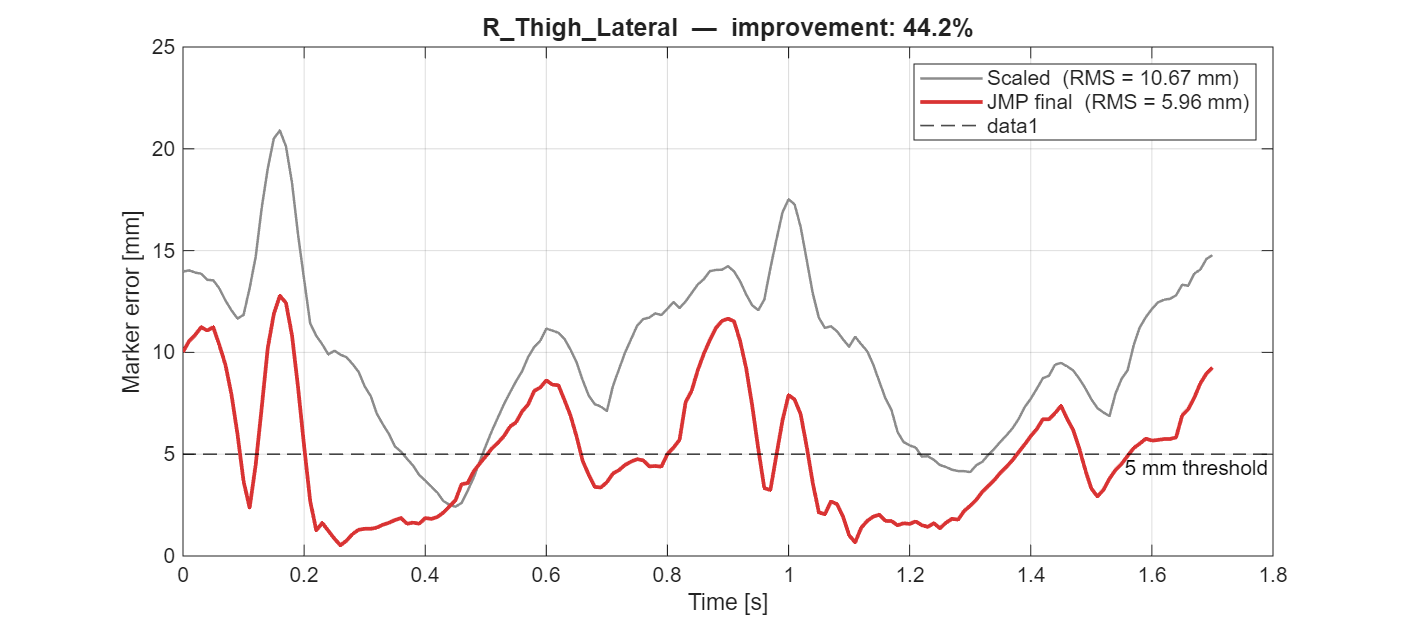 R_Thigh_Lateral — improvement: 44.2%
25
20
15
10
5
0
Marker error [mm]
Scaled (RMS = 10.67 mm)
JMP final (RMS = 5.96 mm)
data1
5 mm threshold
0 0.2 0.4 0.6 0.8 1 1.2 1.4 1.6 1.8
Time [s]